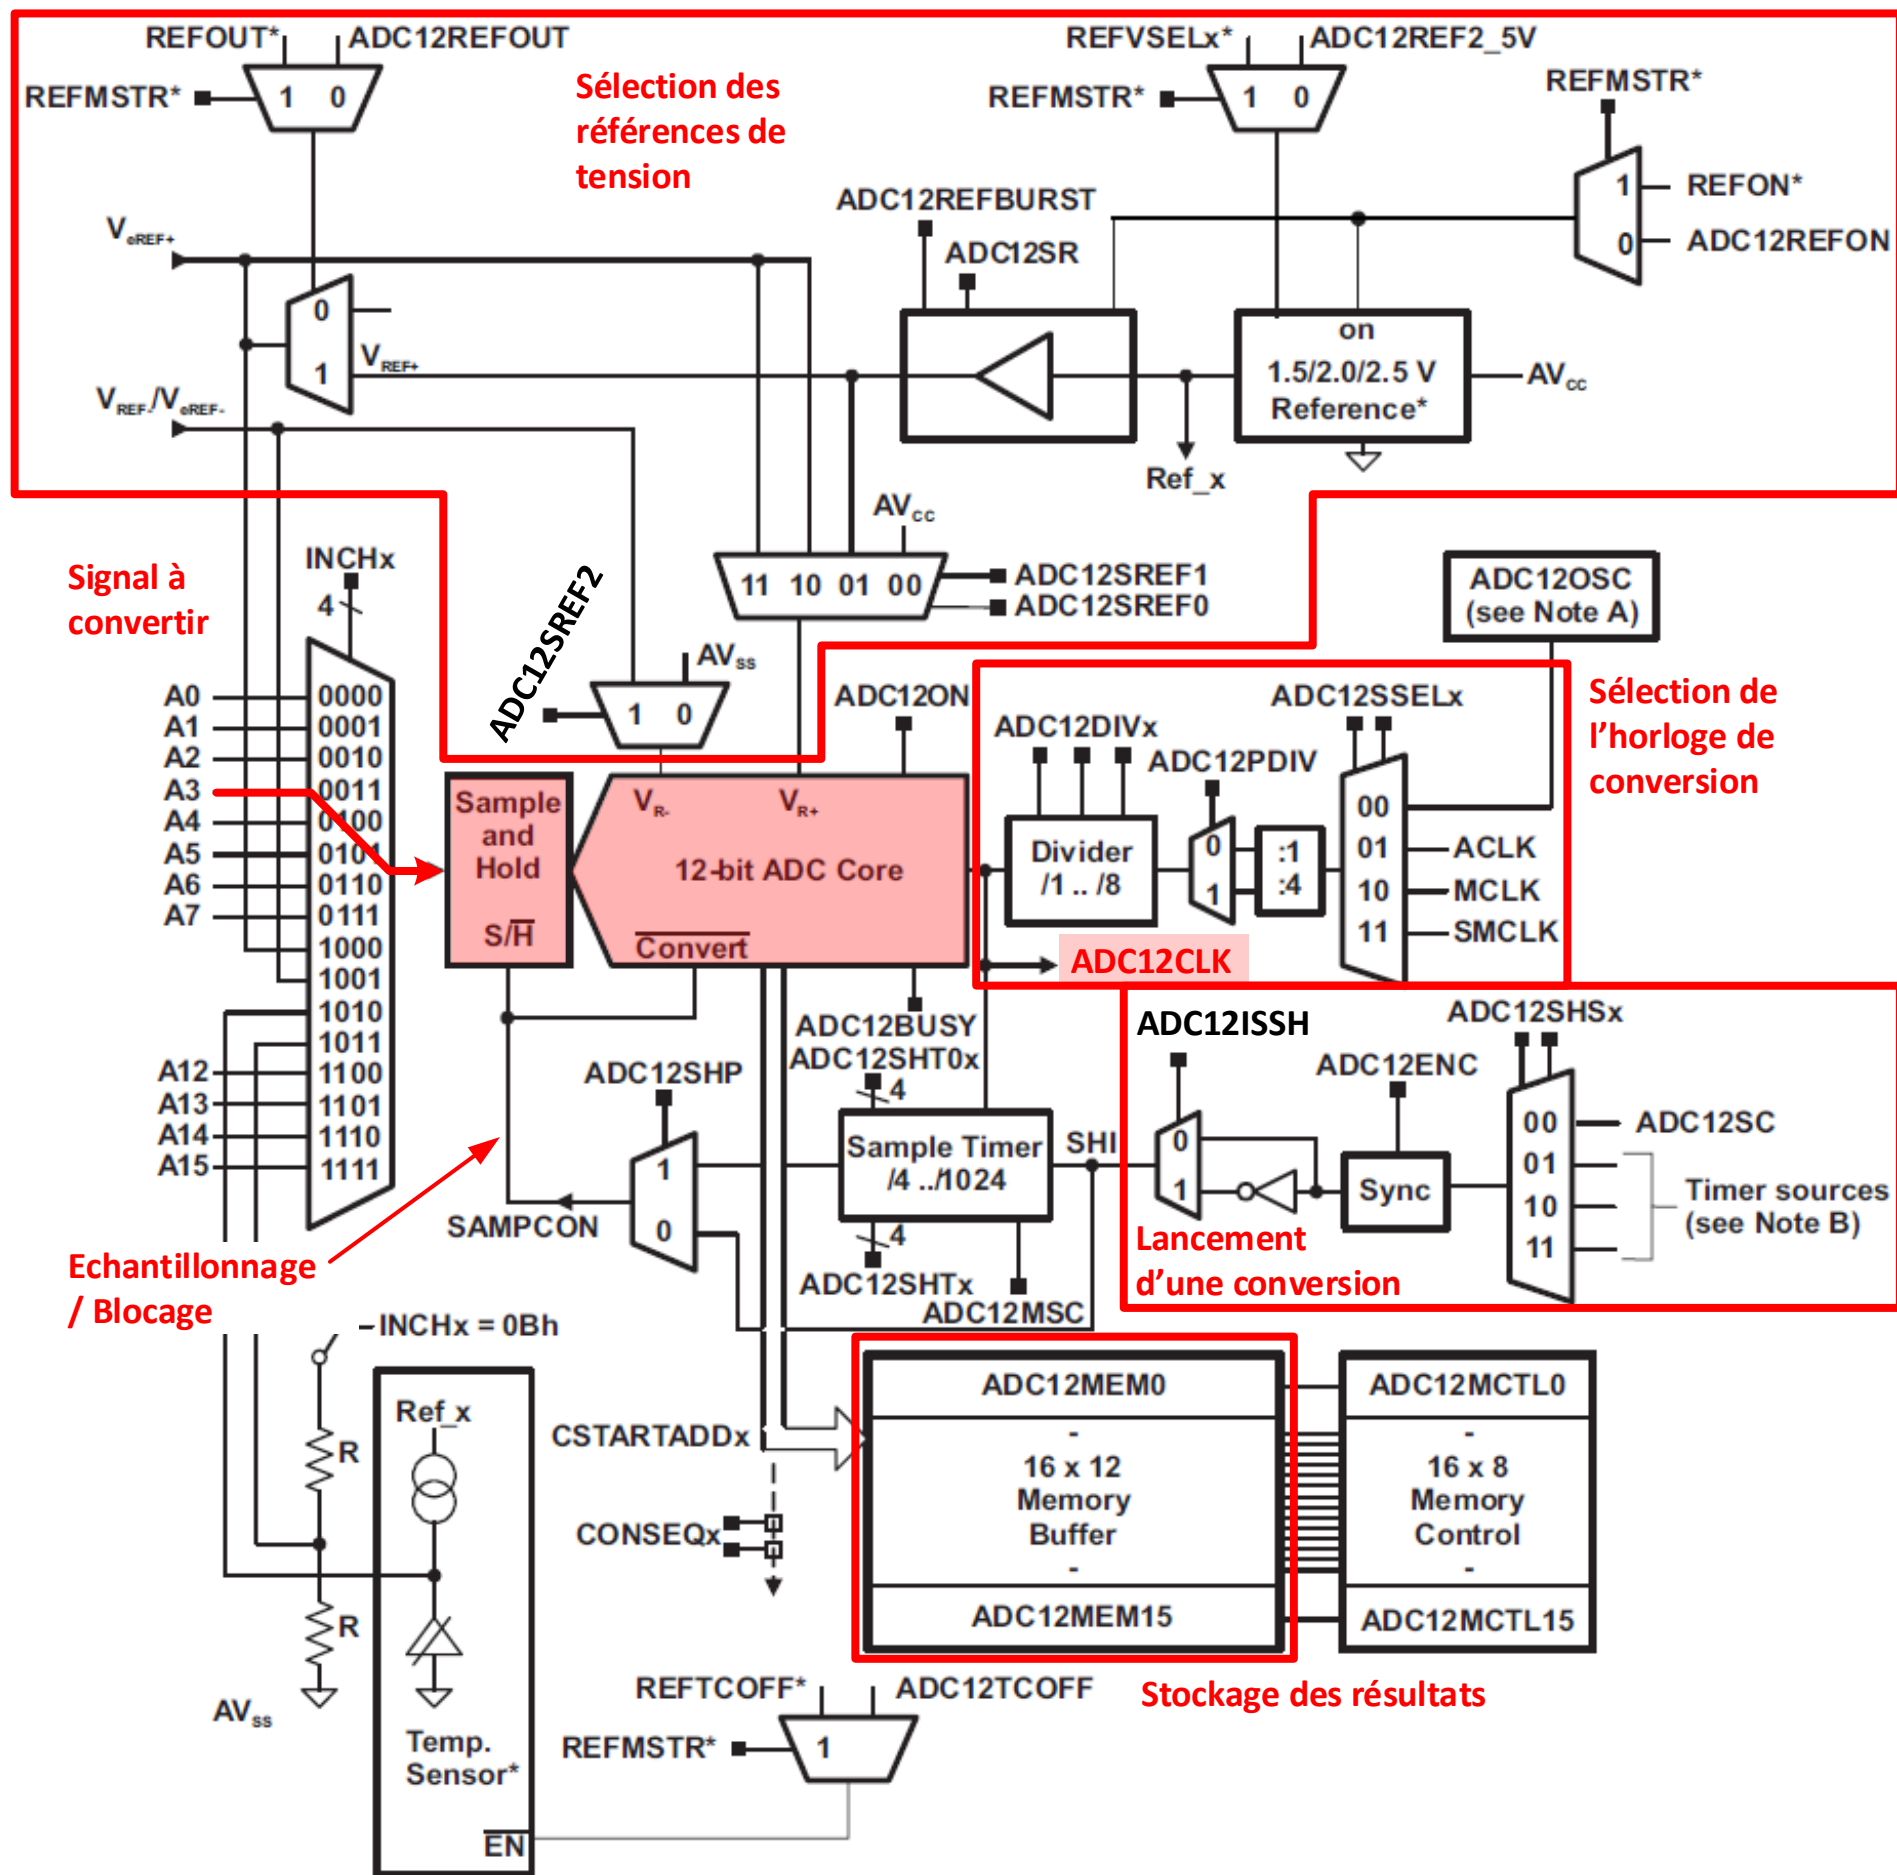 REFOUT* ADC12REFOUT
REFMSTR*
1 0
Sélection des
références de
tension
REFVSELx* ADC12REF2_5V
REFMSTR*
1 0
REFMSTR*
1
REFON*
0
ADC12REFON
ADC12REFBURST
ADC12SR
VeREF+
0
1
VREF+
VREF-/VeREF-
on
1.5/2.0/2.5 V
Reference*
AVcc
Ref_x
AVcc
11 10 01 00
ADC12SREF1
ADC12SREF0
ADC12SREF2
AVss
1 0
Signal à
convertir
INCHx
4
A0 0000
A1 0001
A2 0010
A3 0011
A4 0100
A5 0101
A6 0110
A7 0111
1000
1001
1010
1011
A12 1100
A13 1101
A14 1110
A15 1111
Sample
and
Hold
S/H
VR- VR+
12-bit ADC Core
Convert
ADC12ON
ADC12DIVx
Divider
/1 .. /8
ADC12PDIV
0
1
:1
:4
ADC12SSELx
00
01 ACLK
10 MCLK
11 SMCLK
ADC12OSC
(see Note A)
Sélection de
l’horloge de
conversion
ADC12CLK
ADC12BUSY
ADC12SHT0x
4
ADC12SHP
1
0
SAMPCON
Sample Timer
/4 ../1024
SHI
4
ADC12SHTx
ADC12MSC
ADC12ISSH
0
1
ADC12ENC
Sync
ADC12SHSx
00 ADC12SC
01
10
11
Timer sources
(see Note B)
Lancement
d’une conversion
Echantillonnage
/ Blocage
INCHx = 0Bh
R
R
AVss
Ref_x
Temp.
Sensor*
EN
CSTARTADDx
CONSEQx
ADC12MEM0
-
16 x 12
Memory
Buffer
-
ADC12MEM15
ADC12MCTL0
-
16 x 8
Memory
Control
-
ADC12MCTL15
Stockage des résultats
REFTCOFF* ADC12TCOFF
REFMSTR*
1